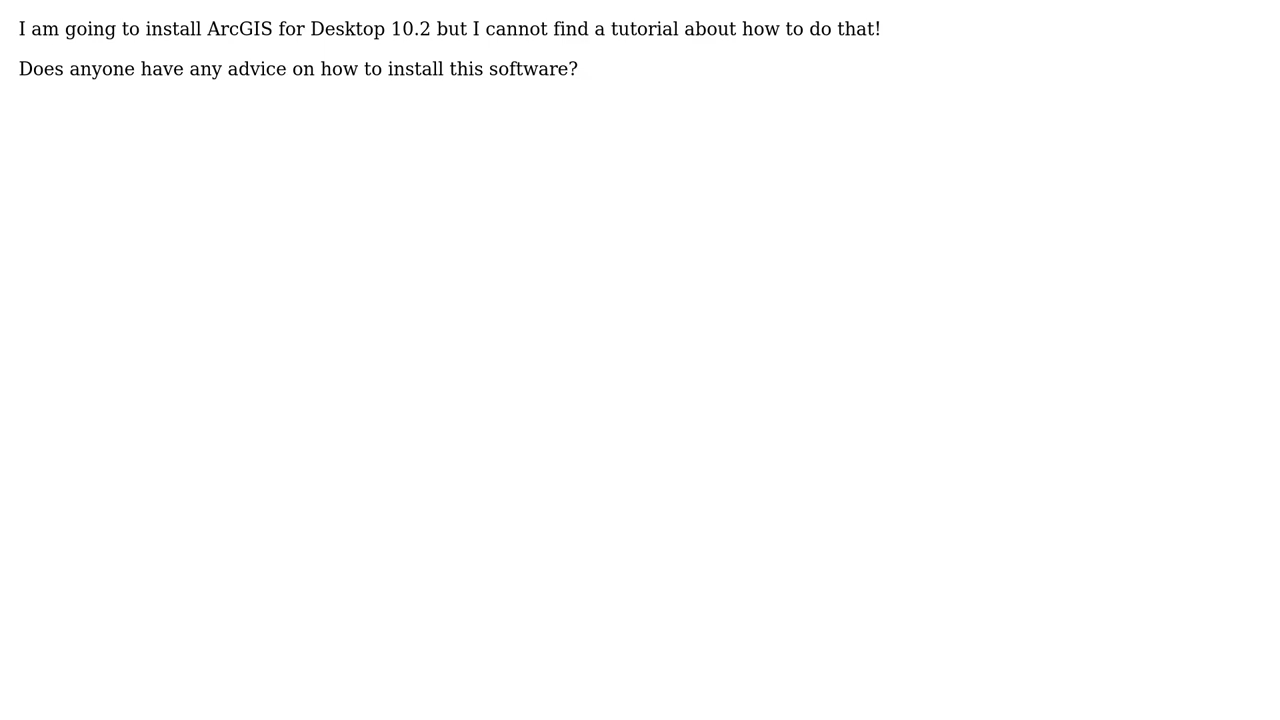 I am going to install ArcGIS for Desktop 10.2 but I cannot find a tutorial about how to do that!
Does anyone have any advice on how to install this software?